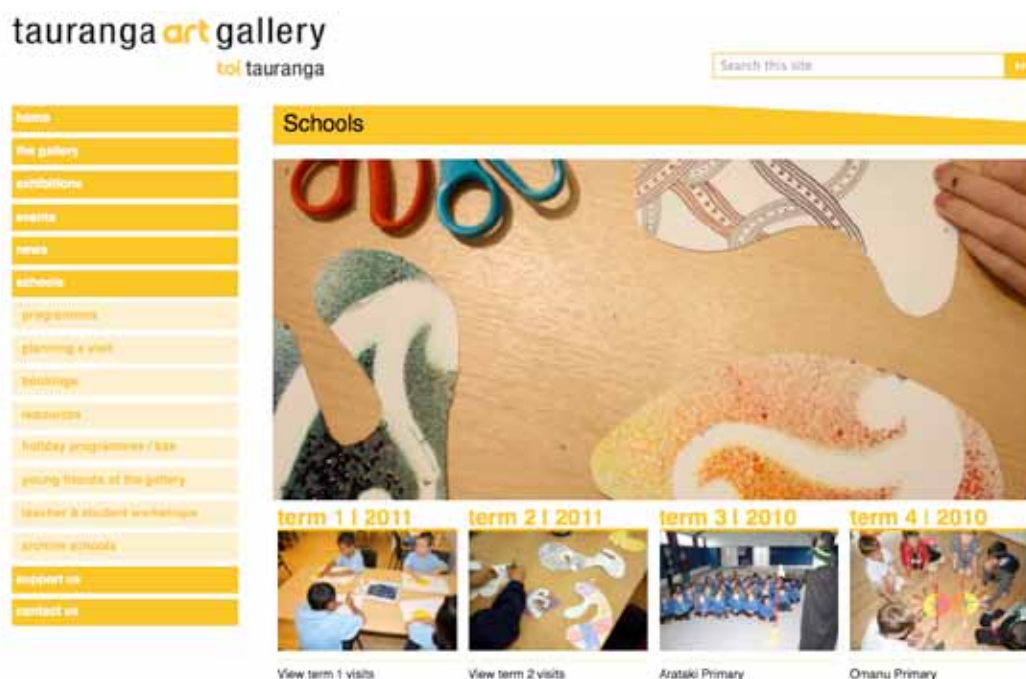 tauranga art gallery
toi tauranga
Search this site
home
the gallery
exhibitions
events
news
schools
programmes
planning a visit
bookings
resources
holiday programmes / kids
young friends of the gallery
teacher & student workshops
archive schools
support us
contact us
Schools
term 1 | 2011
term 2 | 2011
term 3 | 2010
term 4 | 2010
View term 1 visits
View term 2 visits
Arataki Primary
Omanu Primary